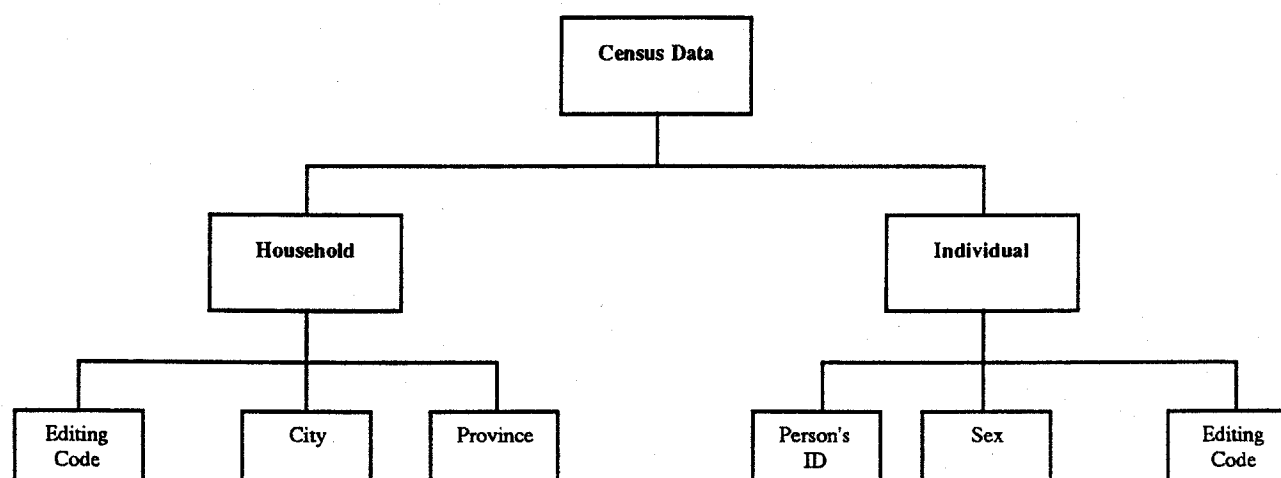 Census Data
Household
Individual
Editing
Code
City
Province
Person's
ID
Sex
Editing
Code